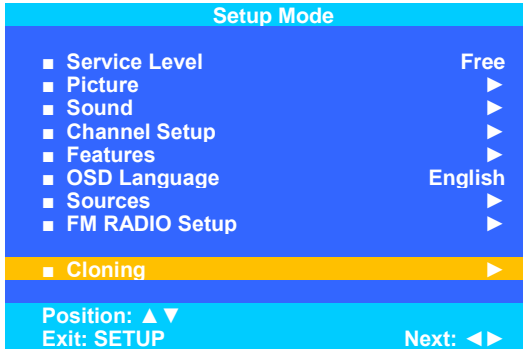 Setup Mode
■ Service Level Free
■ Picture ►
■ Sound ►
■ Channel Setup ►
■ Features ►
■ OSD Language English
■ Sources ►
■ FM RADIO Setup ►
■ Cloning ►
Position: ▲▼
Exit: SETUP Next: ◄►